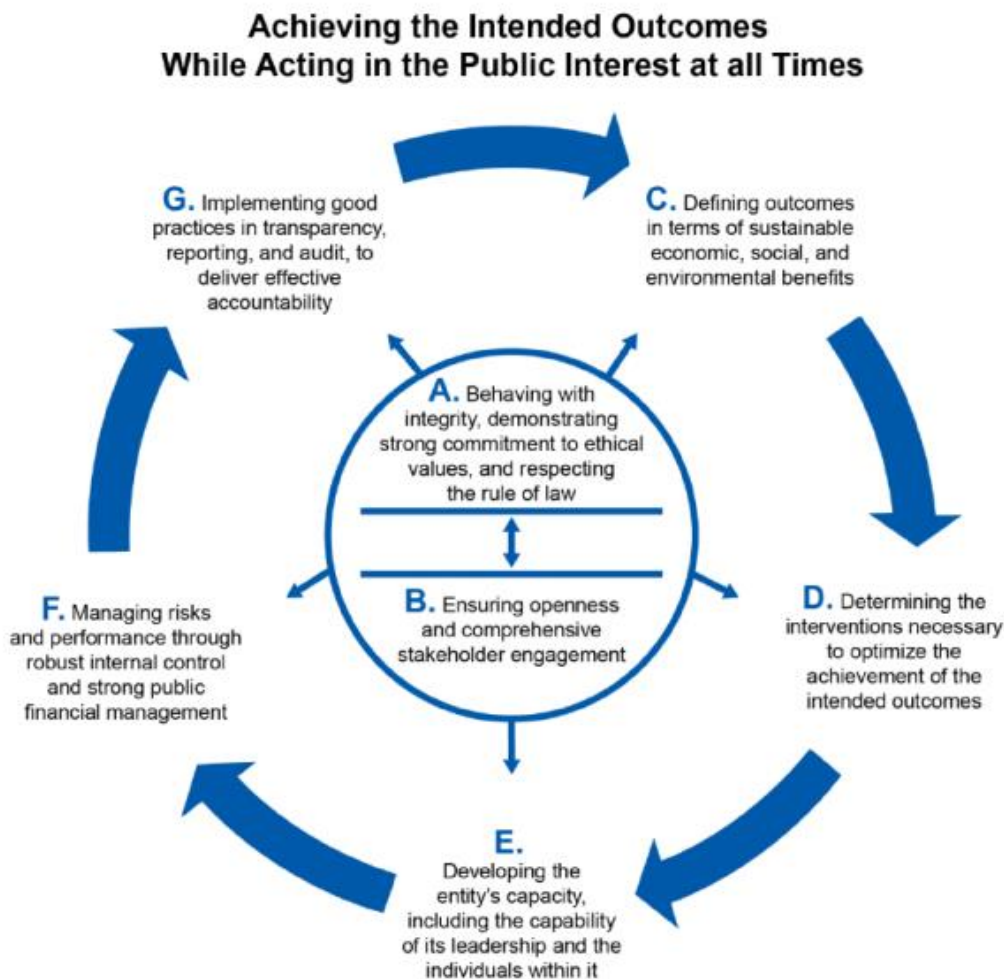 Achieving the Intended Outcomes
While Acting in the Public Interest at all Times
G. Implementing good
practices in transparency,
reporting, and audit, to
deliver effective
accountability
C. Defining outcomes
in terms of sustainable
economic, social, and
environmental benefits
A. Behaving with
integrity, demonstrating
strong commitment to ethical
values, and respecting
the rule of law
B. Ensuring openness
and comprehensive
stakeholder engagement
F. Managing risks
and performance through
robust internal control
and strong public
financial management
D. Determining the
interventions necessary
to optimize the
achievement of the
intended outcomes
E.
Developing the
entity's capacity,
including the capability
of its leadership and the
individuals within it